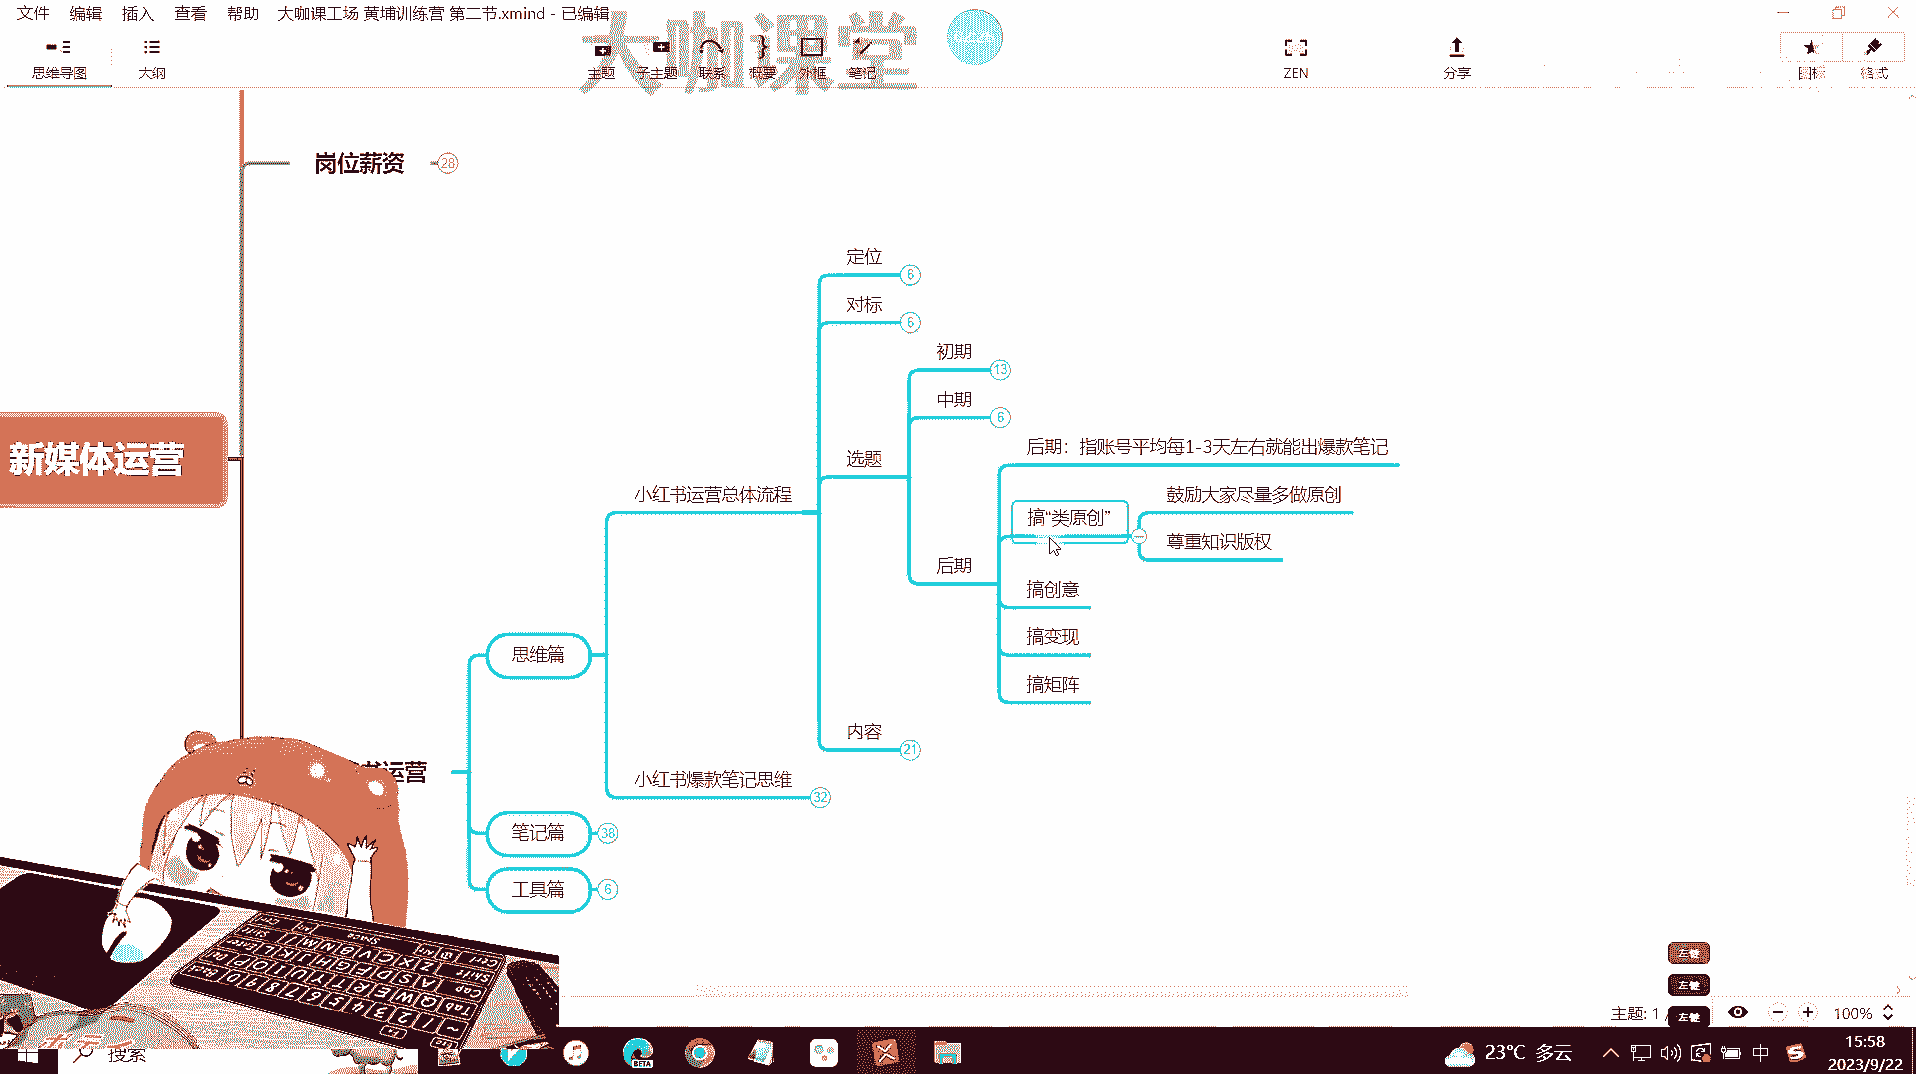 文件 编辑 插入 查看 帮助 大咖课工场 黄埔训练营 第二节.xmind - 已编辑
大咖课堂
思维导图 大纲 主题 子主题 联系 概要 外框 笔记 ZEN 分享 图标 格式
岗位薪资 28
定位 6
对标 6
初期 13
中期 6
后期：指账号平均每1-3天左右就能出爆款笔记
新媒体运营
选题
小红书运营总体流程
鼓励大家尽量多做原创
搞“类原创”
尊重知识版权
后期
搞创意
搞变现
思维篇
搞矩阵
内容 21
运营
小红书爆款笔记思维 32
笔记篇 38
工具篇 6
左键
左键
左键
主题: 1 /
100%
搜索
BETA
23°C 多云
中
15:58
2023/9/22